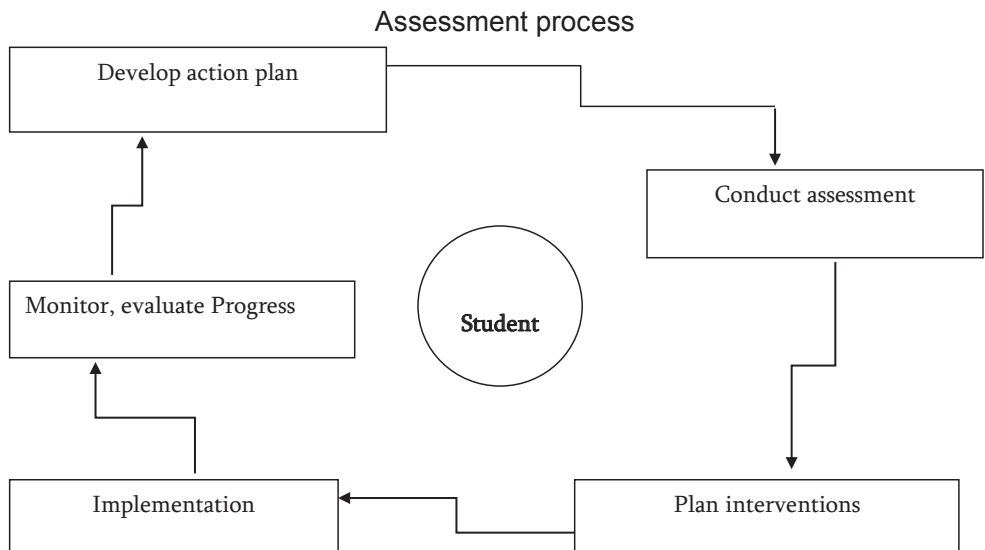 Assessment process
Develop action plan
Conduct assessment
Monitor, evaluate Progress
Student
Implementation
Plan interventions